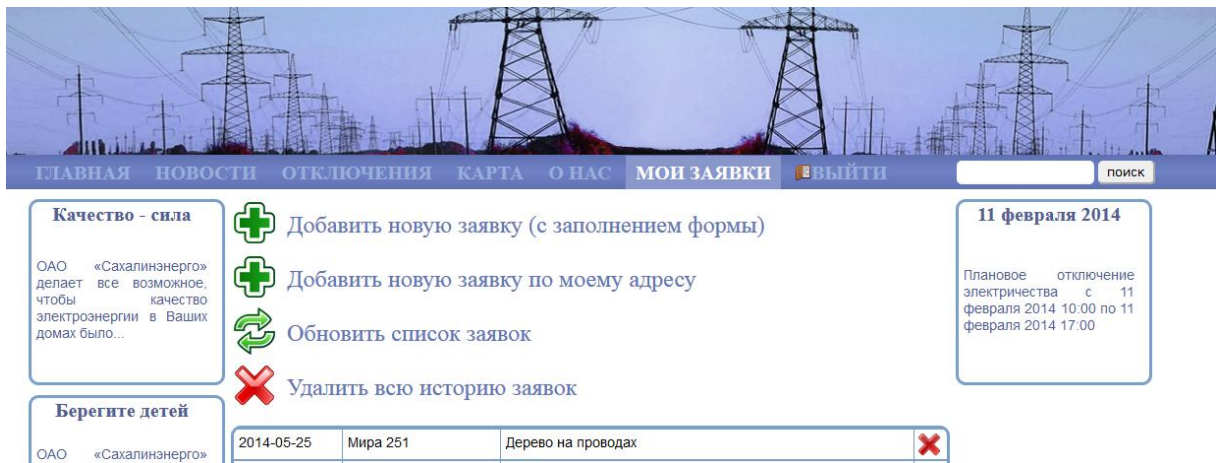 ГЛАВНАЯ НОВОСТИ ОТКЛЮЧЕНИЯ КАРТА О НАС МОИ ЗАЯВКИ ВЫЙТИ поиск
Качество - сила
ОАО «Сахалинэнерго»
делает все возможное,
чтобы качество
электроэнергии в Ваших
домах было...
Берегите детей
ОАО «Сахалинэнерго»
Добавить новую заявку (с заполнением формы)
Добавить новую заявку по моему адресу
Обновить список заявок
Удалить всю историю заявок
2014-05-25 Мира 251 Дерево на проводах
11 февраля 2014
Плановое отключение
электричества с 11
февраля 2014 10:00 по 11
февраля 2014 17:00